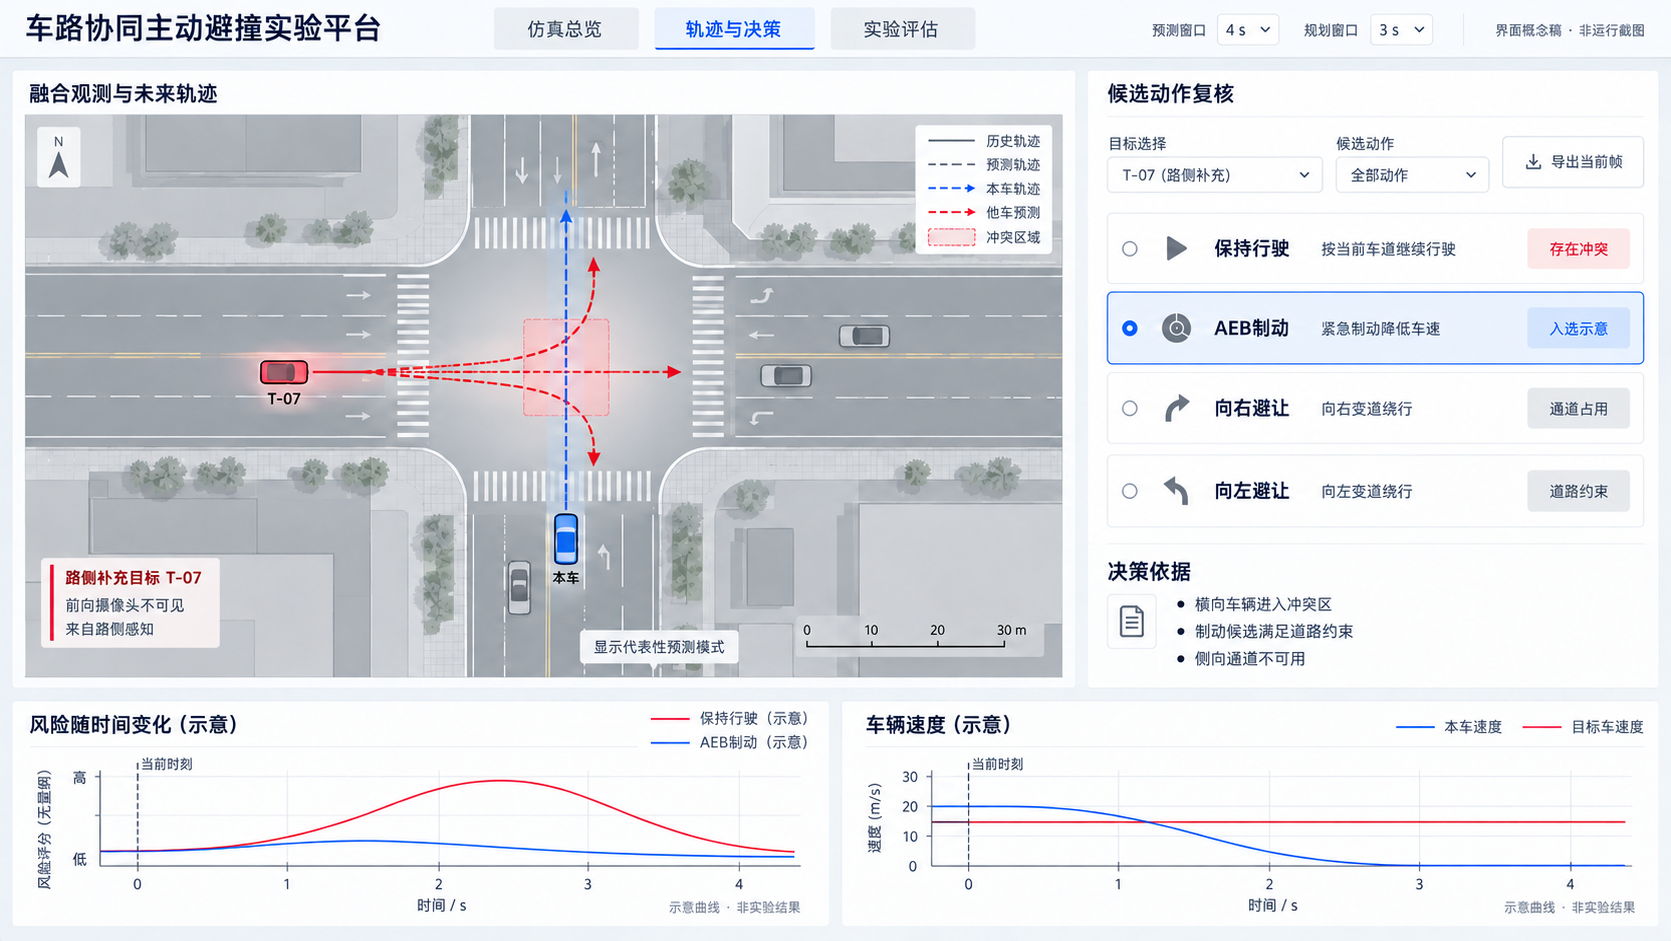 车路协同主动避撞实验平台
仿真总览
轨迹与决策
实验评估
预测窗口 4 s
规划窗口 3 s
界面概念稿 · 非运行截图
融合观测与未来轨迹
N
历史轨迹
预测轨迹
本车轨迹
他车预测
冲突区域
T-07
本车
路侧补充目标 T-07
前向摄像头不可见
来自路侧感知
显示代表性预测模式
0 10 20 30 m
候选动作复核
目标选择
T-07 (路侧补充)
候选动作
全部动作
导出当前帧
保持行驶 按当前车道继续行驶 存在冲突
AEB制动 紧急制动降低车速 入选示意
向右避让 向右变道绕行 通道占用
向左避让 向左变道绕行 道路约束
决策依据
横向车辆进入冲突区
制动候选满足道路约束
侧向通道不可用
风险随时间变化 (示意)
保持行驶 (示意)
AEB制动 (示意)
当前时刻
风险评分 (无量纲)
高
低
0 1 2 3 4
时间 / s
示意曲线 · 非实验结果
车辆速度 (示意)
本车速度
目标车速度
当前时刻
速度 (m/s)
30
20
10
0
0 1 2 3 4
时间 / s
示意曲线 · 非实验结果